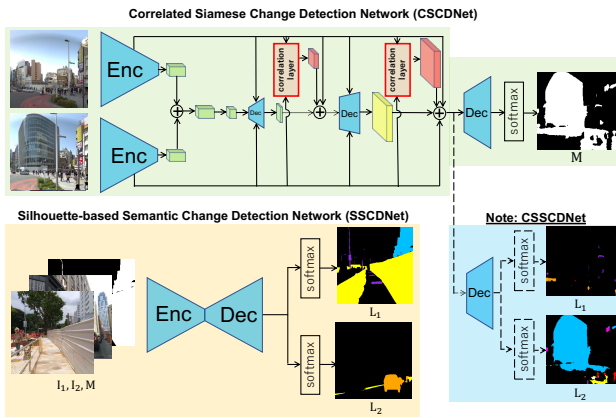 Correlated Siamese Change Detection Network (CSCDNet)
Enc
Enc
Dec
correlation layer
Dec
correlation layer
Dec
softmax
M
Silhouette-based Semantic Change Detection Network (SSCDNet)
I₁, I₂, M
Enc
Dec
softmax
L₁
softmax
L₂
Note: CSSCDNet
Dec
softmax
L₁
softmax
L₂